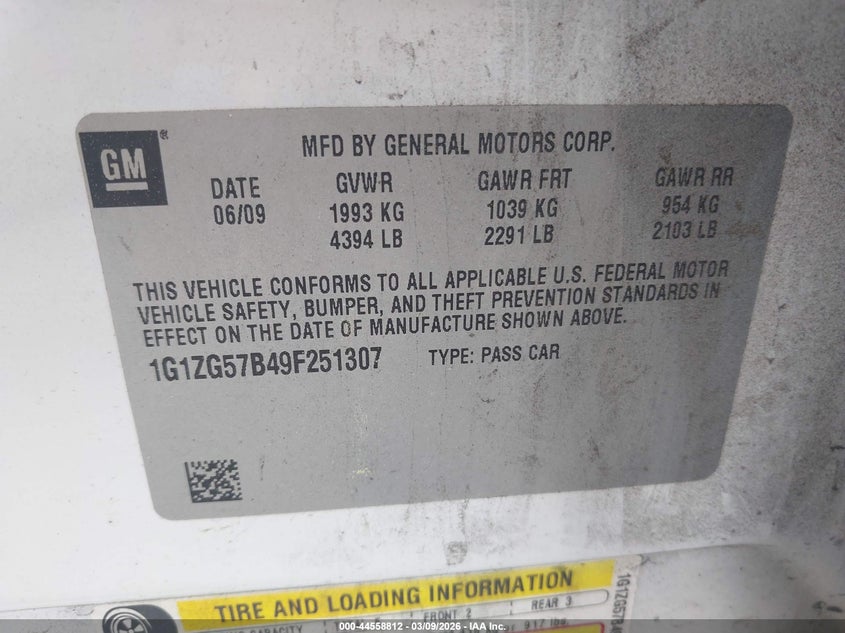 GM
MFD BY GENERAL MOTORS CORP.
DATE GVWR GAWR FRT GAWR RR
06/09 1993 KG 1039 KG 954 KG
4394 LB 2291 LB 2103 LB
THIS VEHICLE CONFORMS TO ALL APPLICABLE U.S. FEDERAL MOTOR
VEHICLE SAFETY, BUMPER, AND THEFT PREVENTION STANDARDS IN
EFFECT ON THE DATE OF MANUFACTURE SHOWN ABOVE.
1G1ZG57B49F251307 TYPE: PASS CAR
TIRE AND LOADING INFORMATION
FRONT 2 REAR 3
917 lbs.
1G1ZG57B4
000-44558812 - 03/09/2026 - IAA Inc.